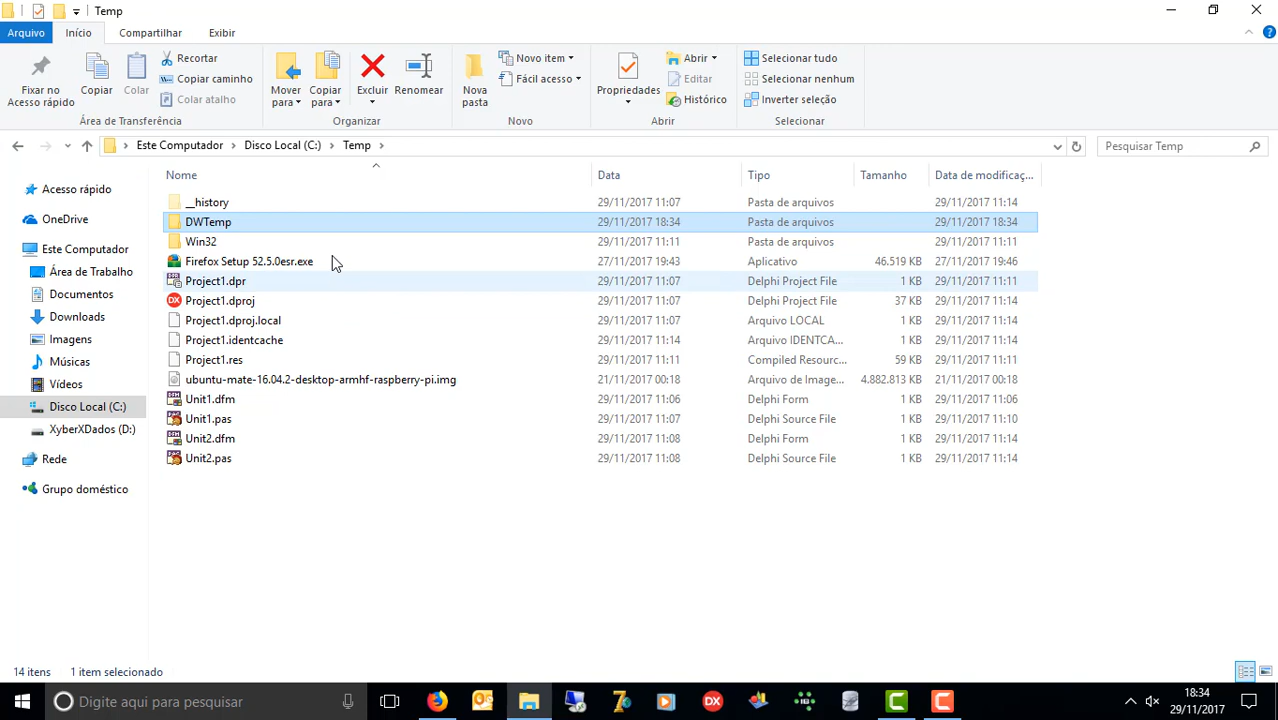 Temp
Arquivo Início Compartilhar Exibir
Fixar no Acesso rápido
Copiar
Colar
Recortar
Copiar caminho
Colar atalho
Mover para
Copiar para
Excluir
Renomear
Nova pasta
Novo item
Fácil acesso
Propriedades
Abrir
Editar
Histórico
Selecionar tudo
Selecionar nenhum
Inverter seleção
Área de Transferência Organizar Novo Abrir Selecionar
Este Computador > Disco Local (C:) > Temp > Pesquisar Temp
Nome Data Tipo Tamanho Data de modificaç...
Acesso rápido
OneDrive
Este Computador
Área de Trabalho
Documentos
Downloads
Imagens
Músicas
Vídeos
Disco Local (C:)
XyberXDados (D:)
Rede
Grupo doméstico
__history 29/11/2017 11:07 Pasta de arquivos 29/11/2017 11:14
DWTemp 29/11/2017 18:34 Pasta de arquivos 29/11/2017 18:34
Win32 29/11/2017 11:11 Pasta de arquivos 29/11/2017 11:11
Firefox Setup 52.5.0esr.exe 27/11/2017 19:43 Aplicativo 46.519 KB 27/11/2017 19:46
Project1.dpr 29/11/2017 11:07 Delphi Project File 1 KB 29/11/2017 11:11
Project1.dproj 29/11/2017 11:07 Delphi Project File 37 KB 29/11/2017 11:14
Project1.dproj.local 29/11/2017 11:07 Arquivo LOCAL 1 KB 29/11/2017 11:14
Project1.identcache 29/11/2017 11:14 Arquivo IDENTCA... 1 KB 29/11/2017 11:14
Project1.res 29/11/2017 11:11 Compiled Resourc... 59 KB 29/11/2017 11:11
ubuntu-mate-16.04.2-desktop-armhf-raspberry-pi.img 21/11/2017 00:18 Arquivo de Image... 4.882.813 KB 21/11/2017 00:18
Unit1.dfm 29/11/2017 11:06 Delphi Form 1 KB 29/11/2017 11:06
Unit1.pas 29/11/2017 11:07 Delphi Source File 1 KB 29/11/2017 11:10
Unit2.dfm 29/11/2017 11:08 Delphi Form 1 KB 29/11/2017 11:14
Unit2.pas 29/11/2017 11:08 Delphi Source File 1 KB 29/11/2017 11:14
14 itens 1 item selecionado
Digite aqui para pesquisar
18:34
29/11/2017